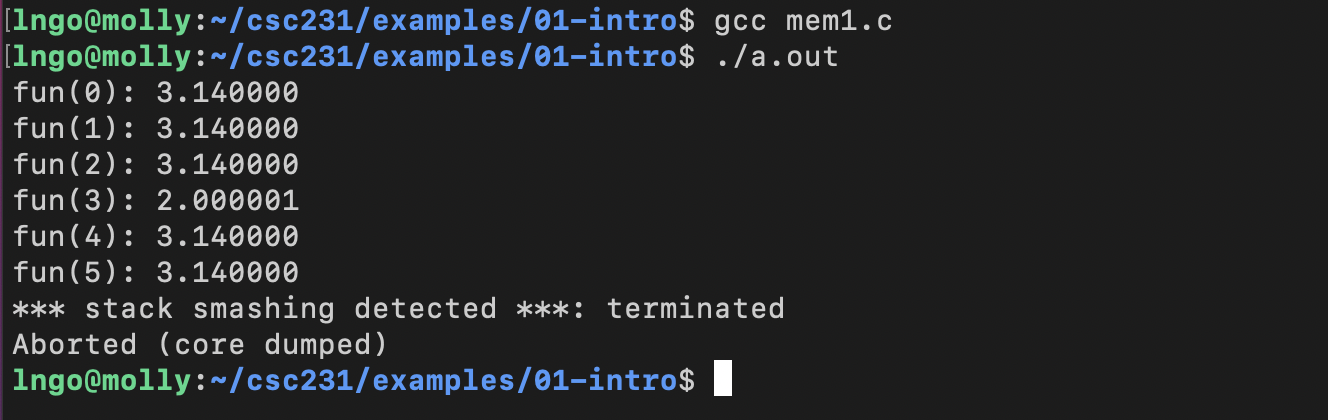 [lngo@molly:~/csc231/examples/01-intro$ gcc mem1.c
[lngo@molly:~/csc231/examples/01-intro$ ./a.out
fun(0): 3.140000
fun(1): 3.140000
fun(2): 3.140000
fun(3): 2.000001
fun(4): 3.140000
fun(5): 3.140000
*** stack smashing detected ***: terminated
Aborted (core dumped)
lngo@molly:~/csc231/examples/01-intro$